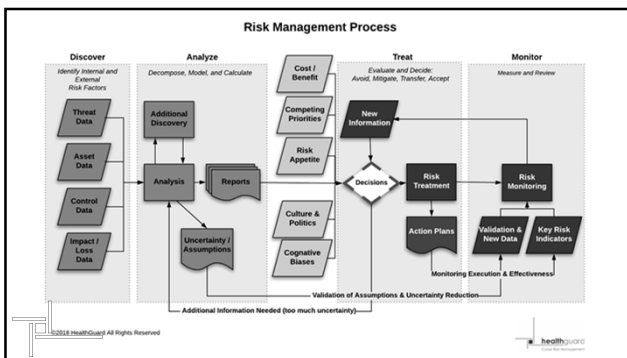 Risk Management Process
Discover
Identify Internal and
External
Risk Factors
Threat
Data
Asset
Data
Control
Data
Impact /
Loss
Data
Analyze
Decompose, Model, and Calculate
Additional
Discovery
Analysis
Reports
Uncertainty /
Assumptions
Cost /
Benefit
Competing
Priorities
Risk
Appetite
Culture &
Politics
Cognative
Biases
Treat
Evaluate and Decide:
Avoid, Mitigate, Transfer, Accept
New
Information
Decisions
Risk
Treatment
Action Plans
Monitor
Measure and Review
Risk
Monitoring
Validation &
New Data
Key Risk
Indicators
Monitoring Execution & Effectiveness
Validation of Assumptions & Uncertainty Reduction
Additional Information Needed (too much uncertainty)
©2018 HealthGuard All Rights Reserved
healthguard